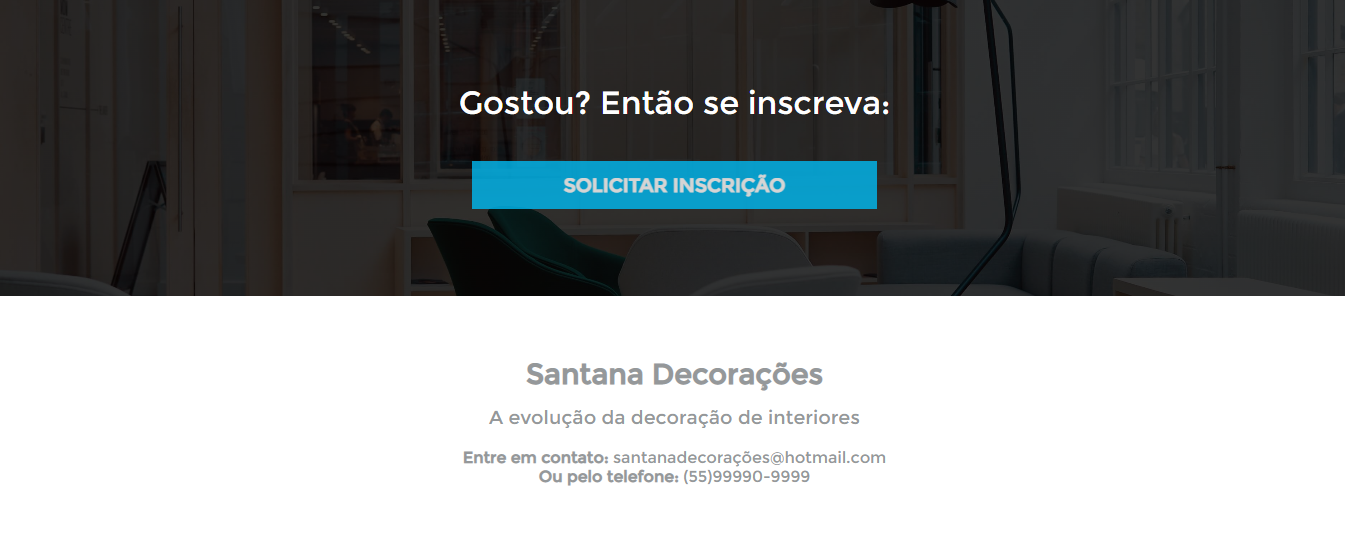 Gostou? Então se inscreva:
SOLICITAR INSCRIÇÃO
Santana Decorações
A evolução da decoração de interiores
Entre em contato: santanadecorações@hotmail.com
Ou pelo telefone: (55)99990-9999